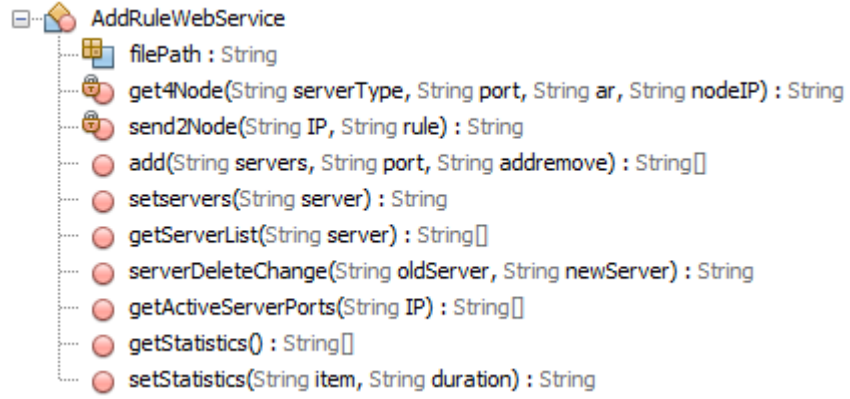 AddRuleWebService
filePath : String
get4Node(String serverType, String port, String ar, String nodeIP) : String
send2Node(String IP, String rule) : String
add(String servers, String port, String addremove) : String[]
setservers(String server) : String
getServerList(String server) : String[]
serverDeleteChange(String oldServer, String newServer) : String
getActiveServerPorts(String IP) : String[]
getStatistics() : String[]
setStatistics(String item, String duration) : String